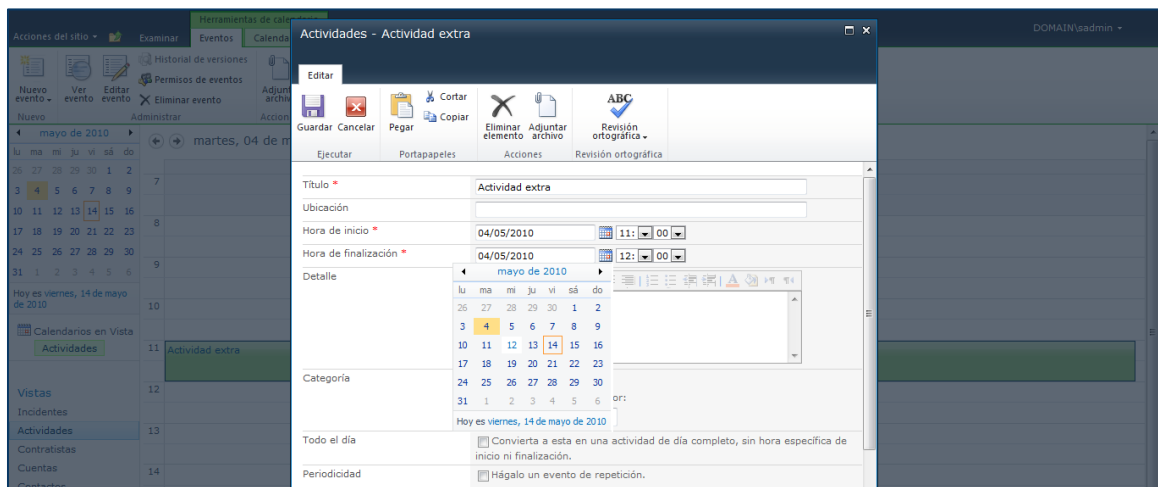 Herramientas de calendario
DOMAIN\sadmin
Acciones del sitio
Examinar
Eventos
Calenda
Nuevo evento
Ver evento
Editar evento
Historial de versiones
Permisos de eventos
Eliminar evento
Adjunt
archiv
Nuevo
Administrar
Accion
mayo de 2010
martes, 04 de m
lu ma mi ju vi sá do
26 27 28 29 30 1 2
3 4 5 6 7 8 9
10 11 12 13 14 15 16
17 18 19 20 21 22 23
24 25 26 27 28 29 30
31 1 2 3 4 5 6
Hoy es viernes, 14 de mayo
de 2010
Calendarios en Vista
Actividades
Vistas
Incidentes
Actividades
Contratistas
Cuentas
Contactos
7
8
9
10
11 Actividad extra
12
13
14
Actividades - Actividad extra
Editar
Guardar
Cancelar
Pegar
Cortar
Copiar
Eliminar elemento
Adjuntar archivo
ABC
Revisión ortográfica
Ejecutar
Portapapeles
Acciones
Revisión ortográfica
Título *
Actividad extra
Ubicación
Hora de inicio *
04/05/2010
11: 00
Hora de finalización *
04/05/2010
12: 00
Detalle
mayo de 2010
lu ma mi ju vi sá do
26 27 28 29 30 1 2
3 4 5 6 7 8 9
10 11 12 13 14 15 16
17 18 19 20 21 22 23
24 25 26 27 28 29 30
31 1 2 3 4 5 6
Hoy es viernes, 14 de mayo de 2010
Categoría
or:
Todo el día
Convierta a esta en una actividad de día completo, sin hora específica de
inicio ni finalización.
Periodicidad
Hágalo un evento de repetición.